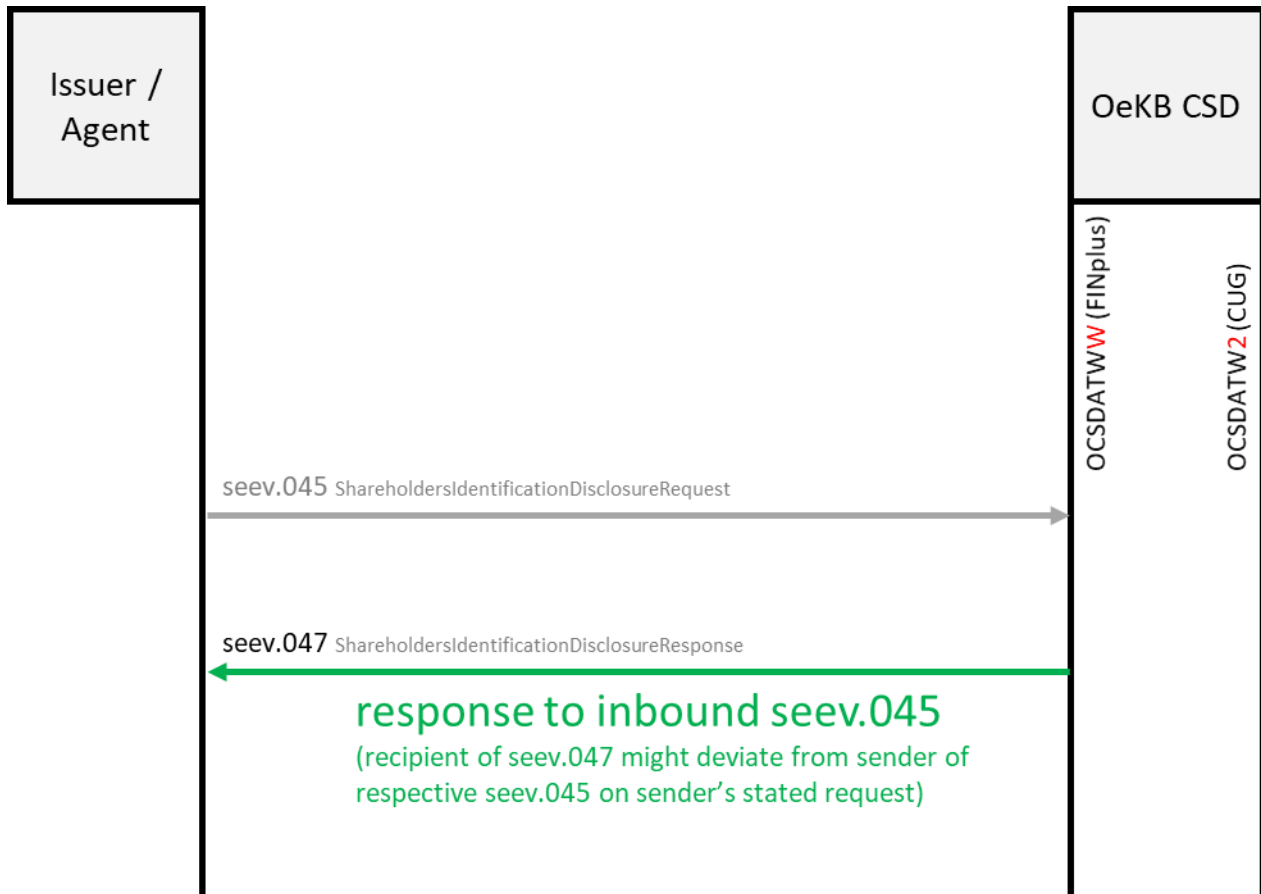 Issuer /
Agent
OeKB CSD
OCSDATWW (FINplus)
OCSDATW2 (CUG)
seev.045 ShareholdersIdentificationDisclosureRequest
seev.047 ShareholdersIdentificationDisclosureResponse
response to inbound seev.045
(recipient of seev.047 might deviate from sender of
respective seev.045 on sender’s stated request)